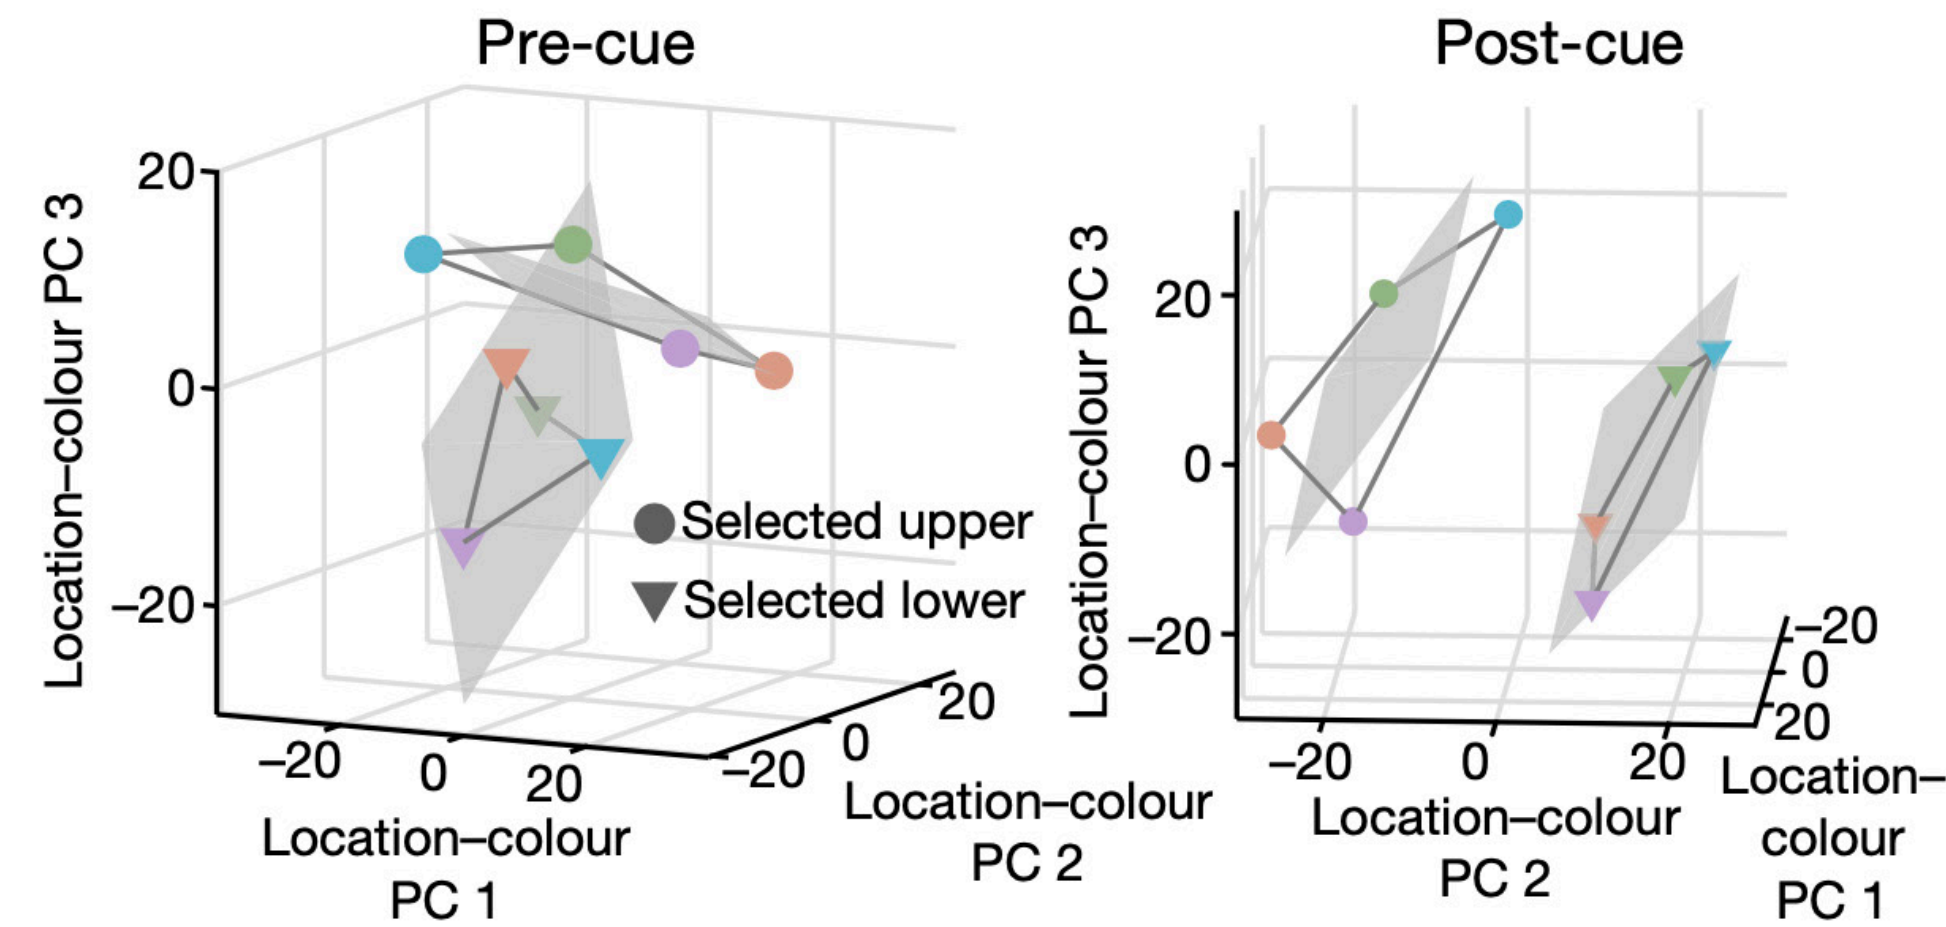 Pre-cue
Location–colour PC 3
20
0
–20
–20
0
20
Location–colour
PC 1
–20
0
20
Location–colour
PC 2
Selected upper
Selected lower
Post-cue
Location–colour PC 3
20
0
–20
–20
0
20
Location–colour
PC 2
–20
0
20
Location–
colour
PC 1